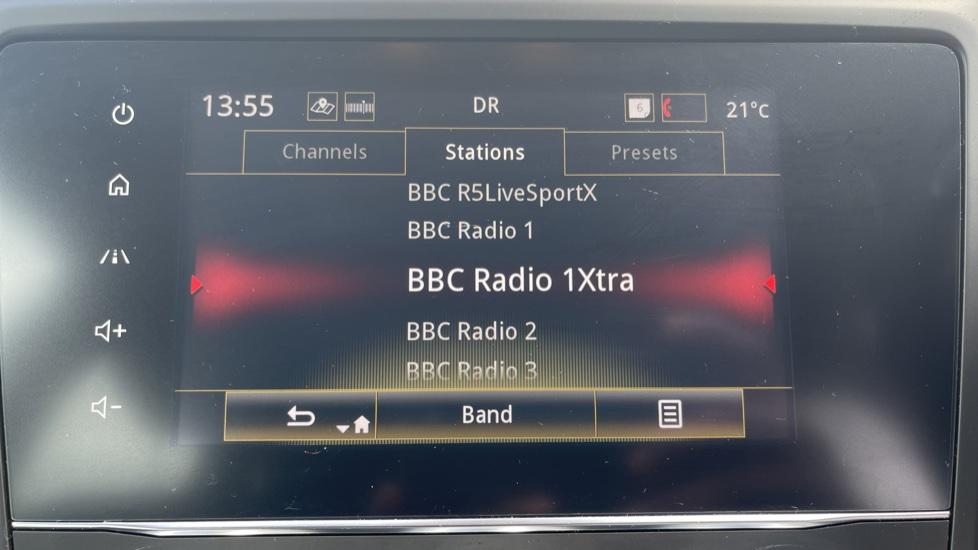 13:55 DR 6 21°C
Channels Stations Presets
BBC R5LiveSportX
BBC Radio 1
BBC Radio 1Xtra
BBC Radio 2
BBC Radio 3
Band